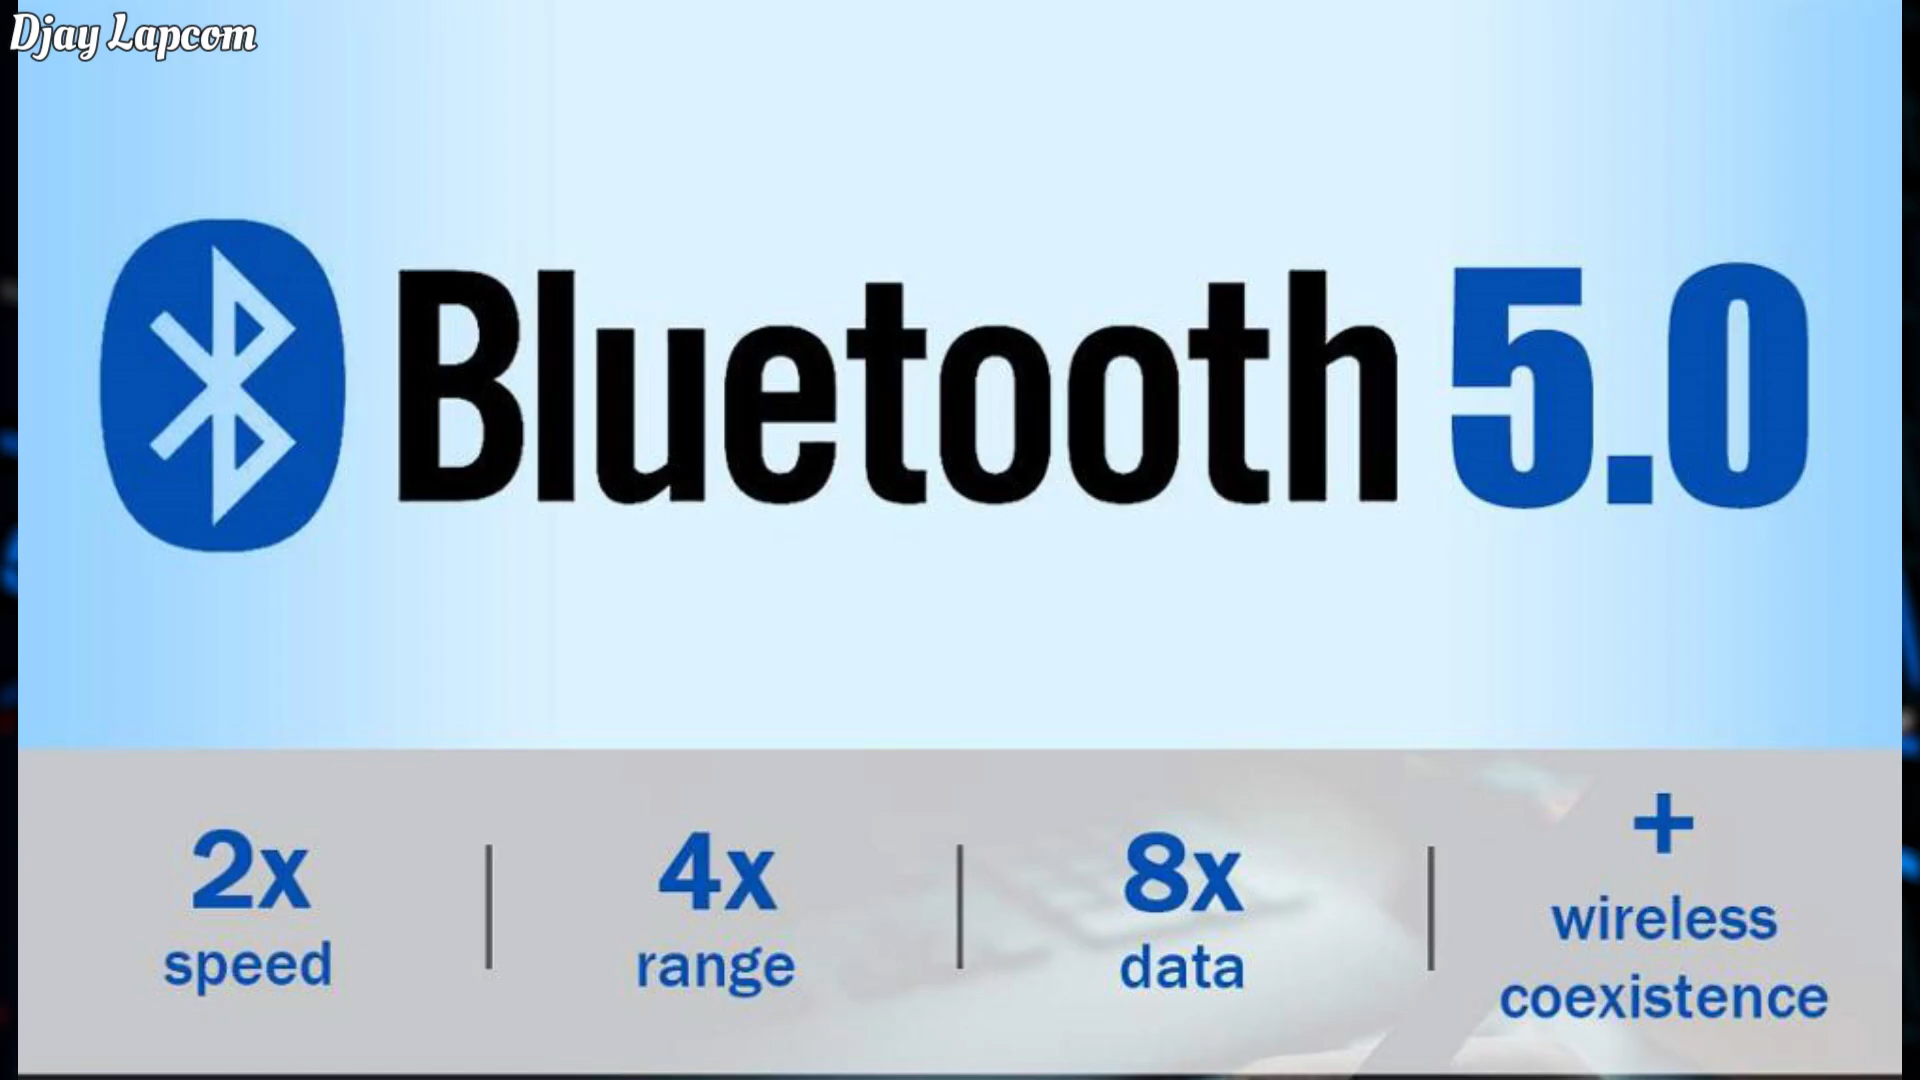 Djay Lapcom
Bluetooth 5.0
2x
speed
4x
range
8x
data
+
wireless
coexistence